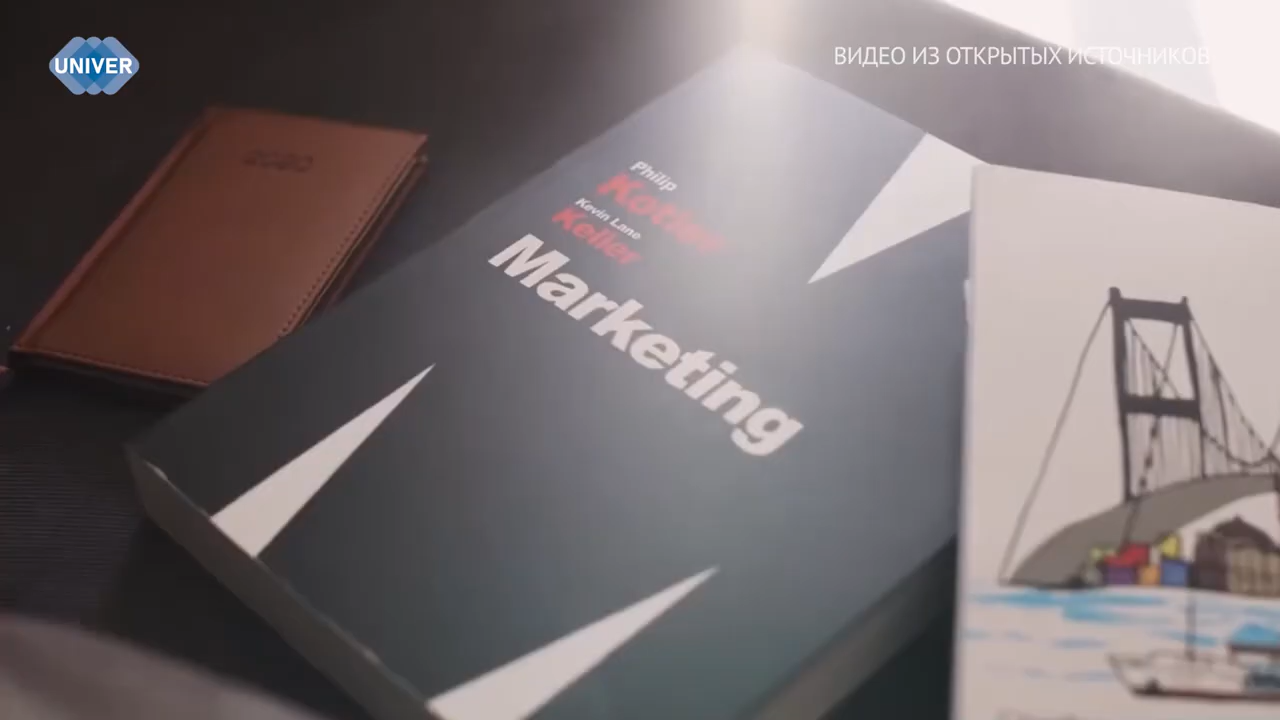 UNIVER
ВИДЕО ИЗ ОТКРЫТЫХ ИСТОЧНИКОВ
Philip
Kotler
Kevin Lane
Keller
Marketing